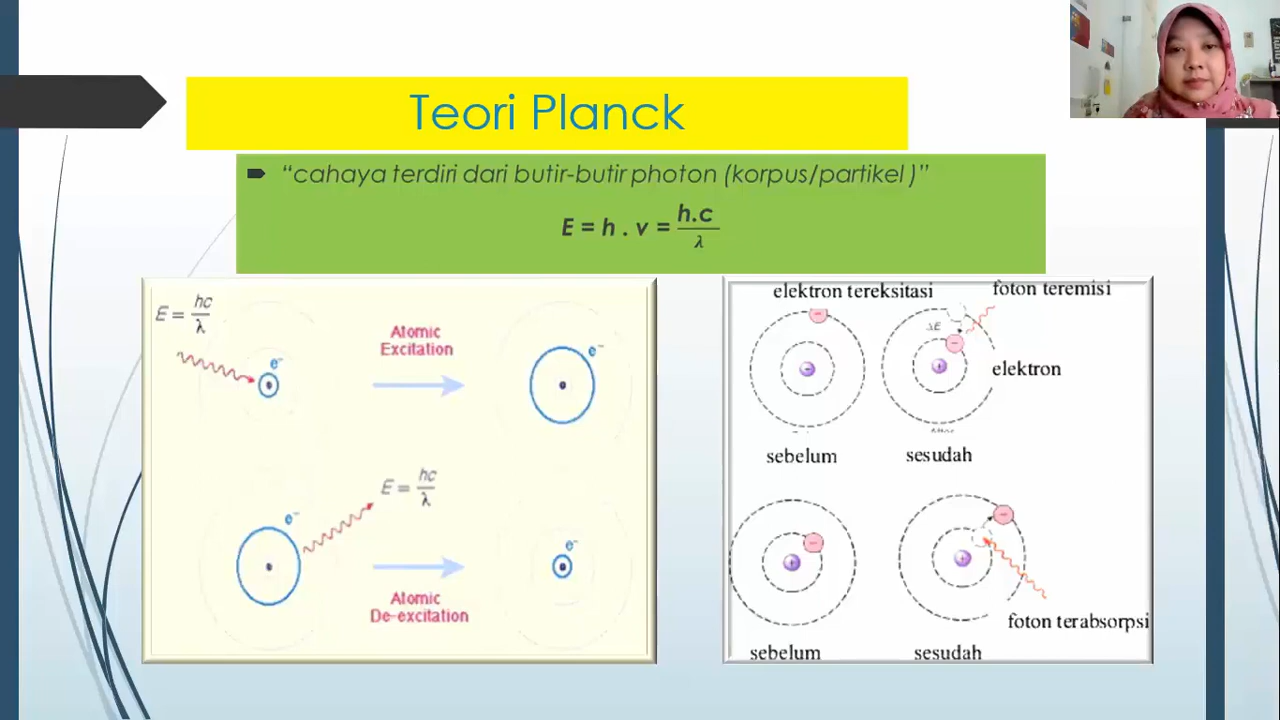 Teori Planck
“cahaya terdiri dari butir-butir photon (korpus/partikel )”
E = h . v = h.c / λ
E = hc / λ
e⁻
Atomic
Excitation
e⁻
e⁻
E = hc / λ
Atomic
De-excitation
e⁻
elektron tereksitasi
foton teremisi
ΔE
elektron
sebelum
sesudah
foton terabsorpsi
sebelum
sesudah